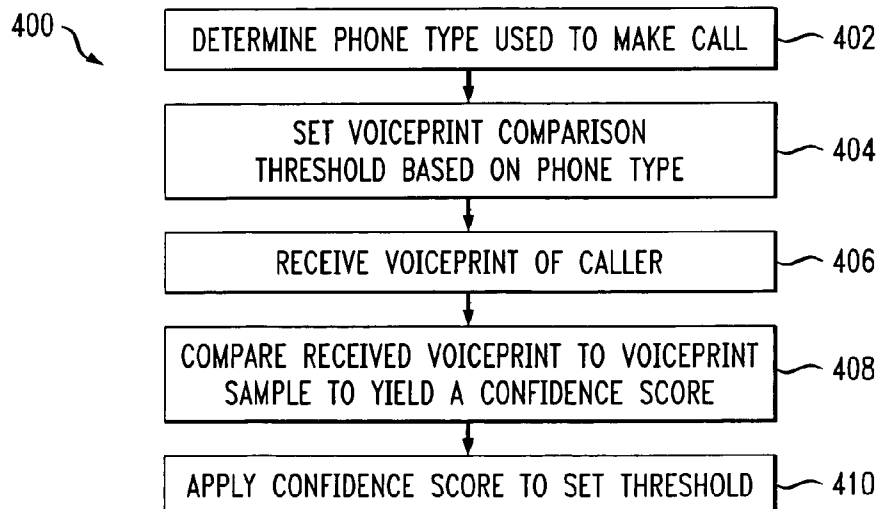 400
DETERMINE PHONE TYPE USED TO MAKE CALL
402
SET VOICEPRINT COMPARISON
THRESHOLD BASED ON PHONE TYPE
404
RECEIVE VOICEPRINT OF CALLER
406
COMPARE RECEIVED VOICEPRINT TO VOICEPRINT
SAMPLE TO YIELD A CONFIDENCE SCORE
408
APPLY CONFIDENCE SCORE TO SET THRESHOLD
410